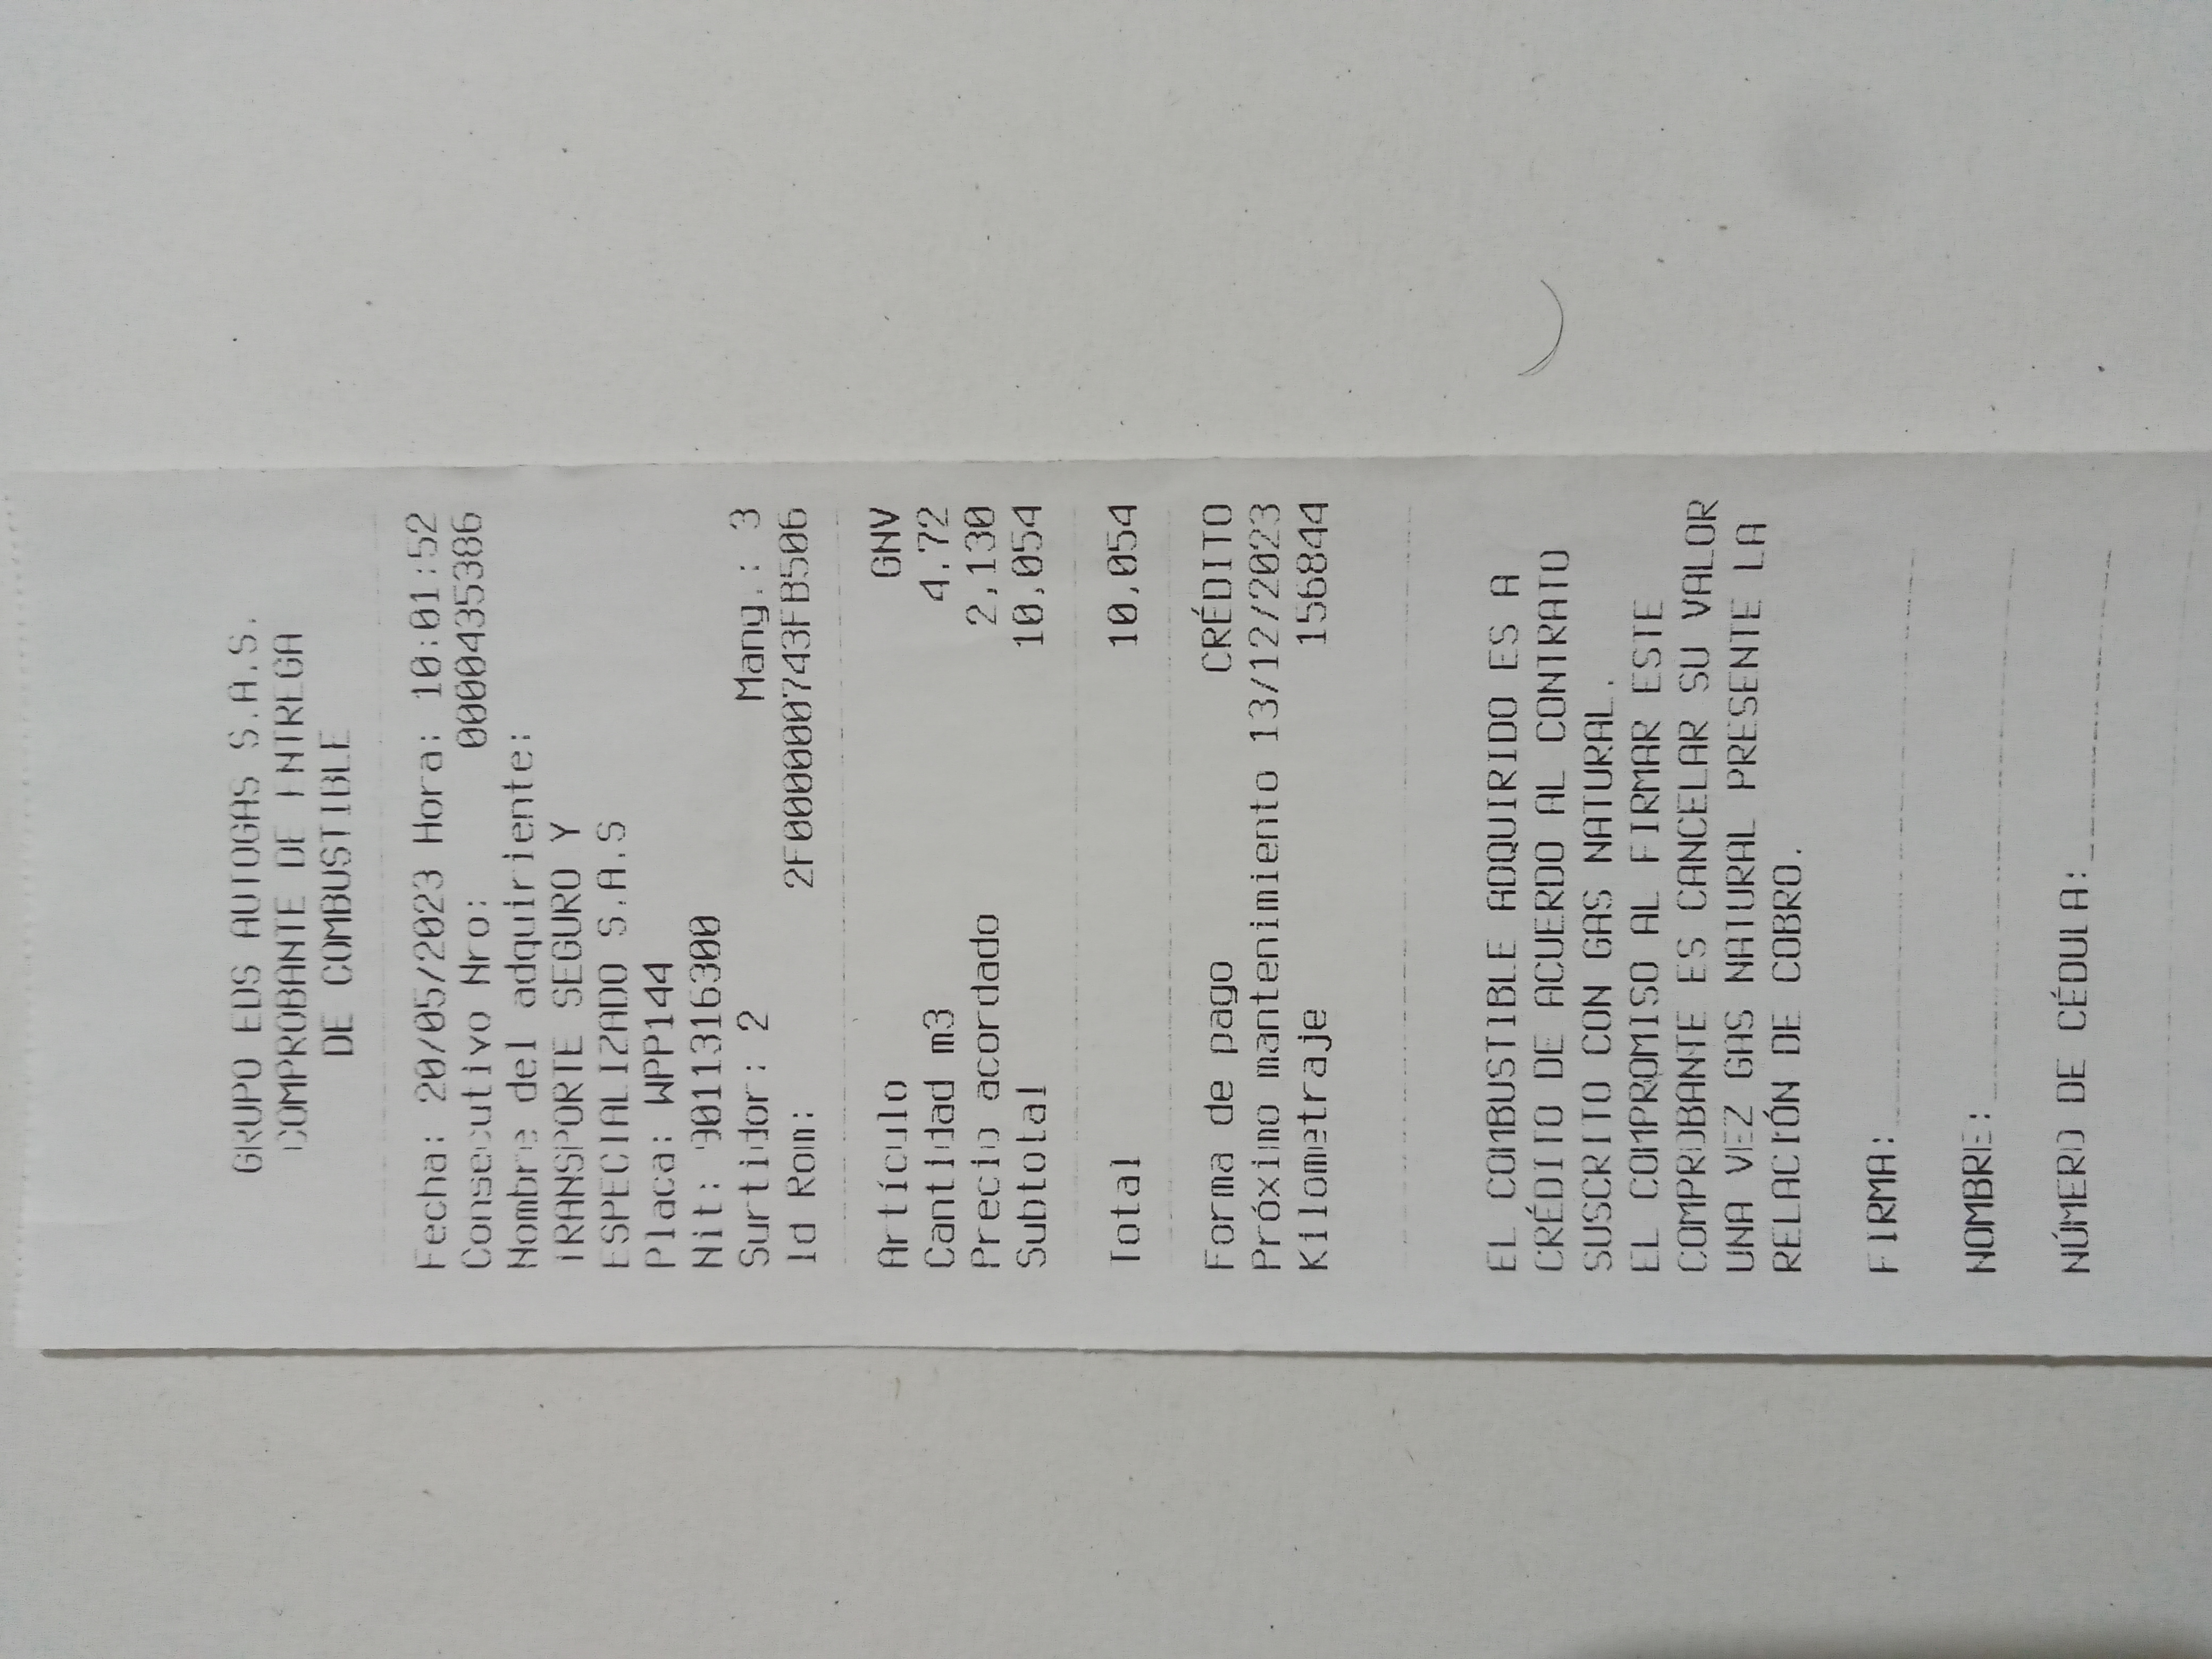 GRUPO EDS AUTOGAS S.A.S.
COMPROBANTE DE ENTREGA
DE COMBUSTIBLE
Fecha: 20/05/2023 Hora: 10:01:52
Consecutivo Nro: 0000435386
Nombre del adquiriente:
TRANSPORTE SEGURO Y
ESPECIALIZADO S.A.S
Placa: WPP144
Nit: 9011316300
Surtidor: 2 Mang.: 3
Id Rom: 2F00000743FB506
Artículo GNV
Cantidad m3 4.72
Precio acordado 2,130
Subtotal 10,054
Total 10,054
Forma de pago CRÉDITO
Próximo mantenimiento 13/12/2023
Kilometraje 156844
EL COMBUSTIBLE ADQUIRIDO ES A
CRÉDITO DE ACUERDO AL CONTRATO
SUSCRITO CON GAS NATURAL.
EL COMPROMISO AL FIRMAR ESTE
COMPROBANTE ES CANCELAR SU VALOR
UNA VEZ GAS NATURAL PRESENTE LA
RELACIÓN DE COBRO.
FIRMA:
NOMBRE:
NÚMERO DE CÉDULA: